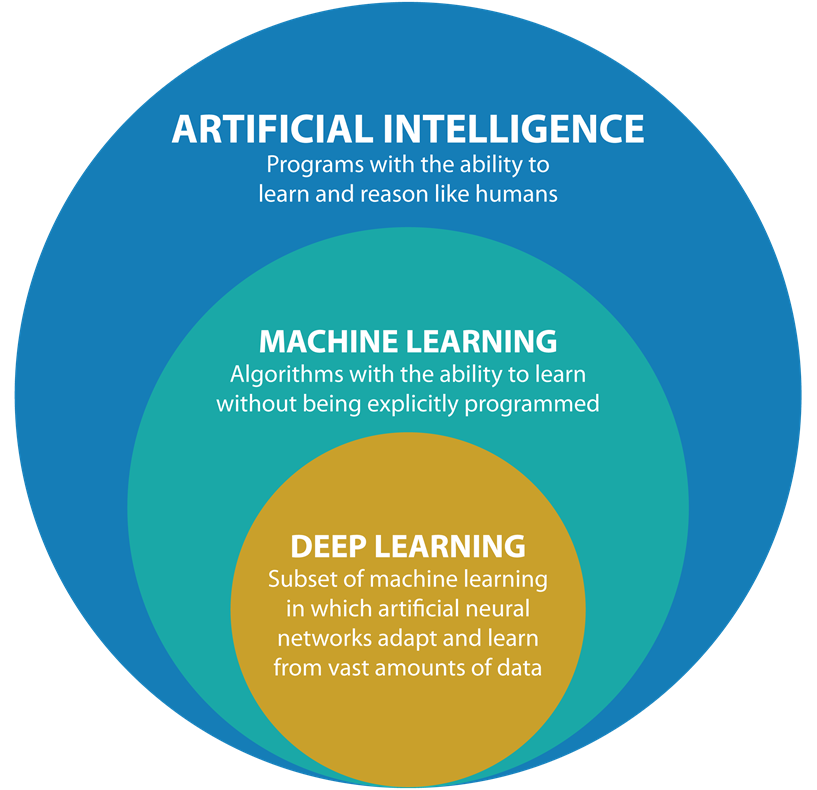 ARTIFICIAL INTELLIGENCE
Programs with the ability to
learn and reason like humans
MACHINE LEARNING
Algorithms with the ability to learn
without being explicitly programmed
DEEP LEARNING
Subset of machine learning
in which artificial neural
networks adapt and learn
from vast amounts of data